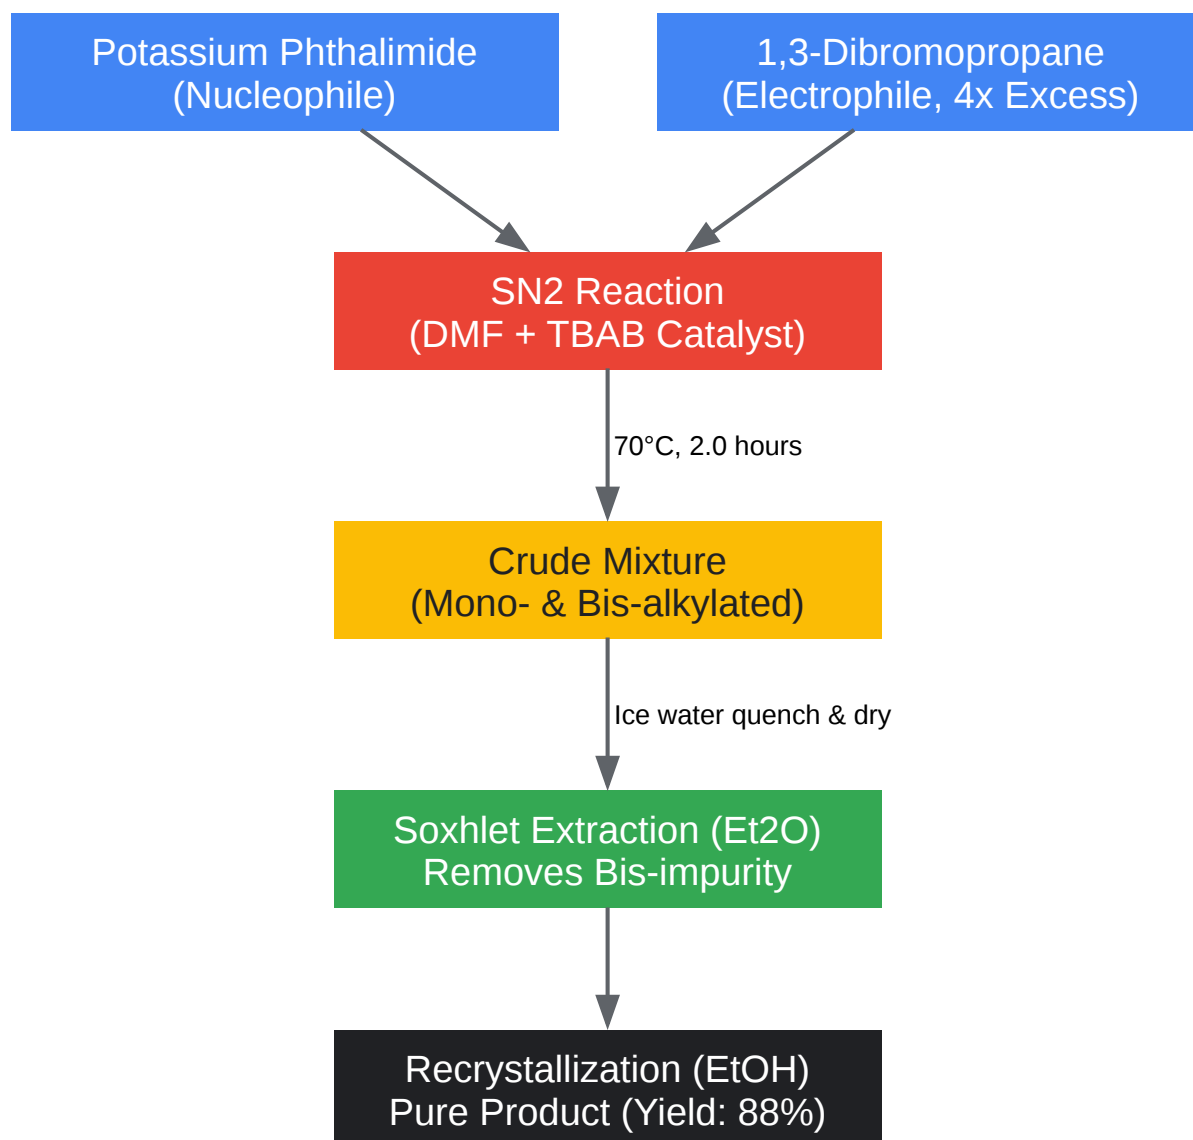 Potassium Phthalimide
(Nucleophile)
1,3-Dibromopropane
(Electrophile, 4x Excess)
SN2 Reaction
(DMF + TBAB Catalyst)
70°C, 2.0 hours
Crude Mixture
(Mono- & Bis-alkylated)
Ice water quench & dry
Soxhlet Extraction (Et2O)
Removes Bis-impurity
Recrystallization (EtOH)
Pure Product (Yield: 88%)